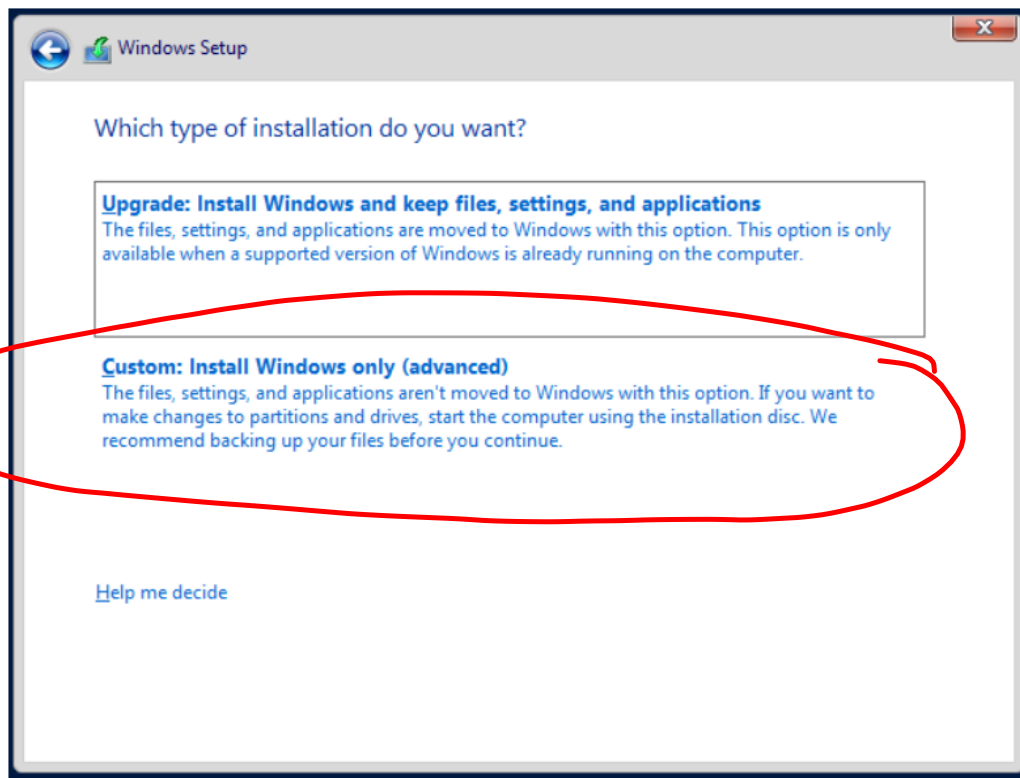 Windows Setup
Which type of installation do you want?
Upgrade: Install Windows and keep files, settings, and applications
The files, settings, and applications are moved to Windows with this option. This option is only
available when a supported version of Windows is already running on the computer.
Custom: Install Windows only (advanced)
The files, settings, and applications aren't moved to Windows with this option. If you want to
make changes to partitions and drives, start the computer using the installation disc. We
recommend backing up your files before you continue.
Help me decide